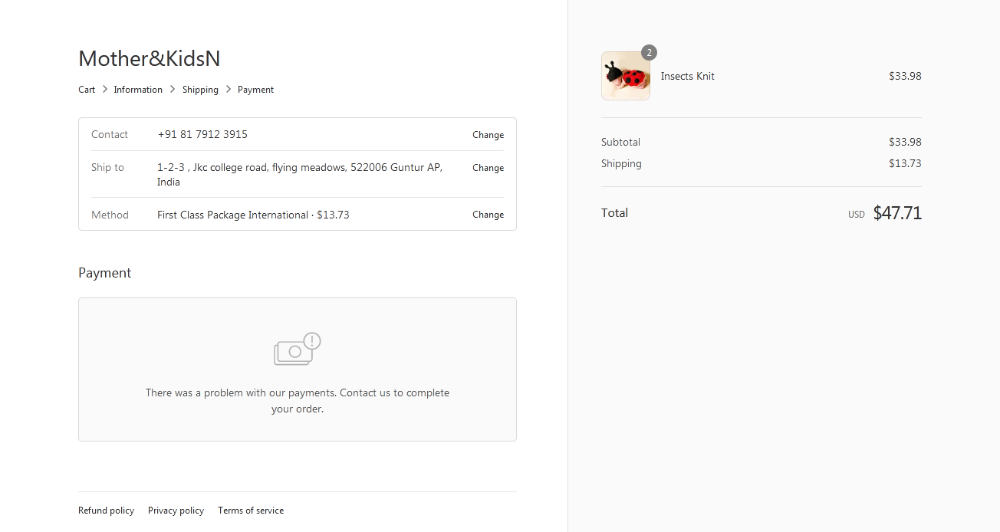 Mother&KidsN
Cart > Information > Shipping > Payment
Contact +91 81 7912 3915 Change
Ship to 1-2-3 , Jkc college road, flying meadows, 522006 Guntur AP, Change
India
Method First Class Package International · $13.73 Change
Payment
There was a problem with our payments. Contact us to complete
your order.
Refund policy Privacy policy Terms of service
2
Insects Knit $33.98
Subtotal $33.98
Shipping $13.73
Total USD $47.71